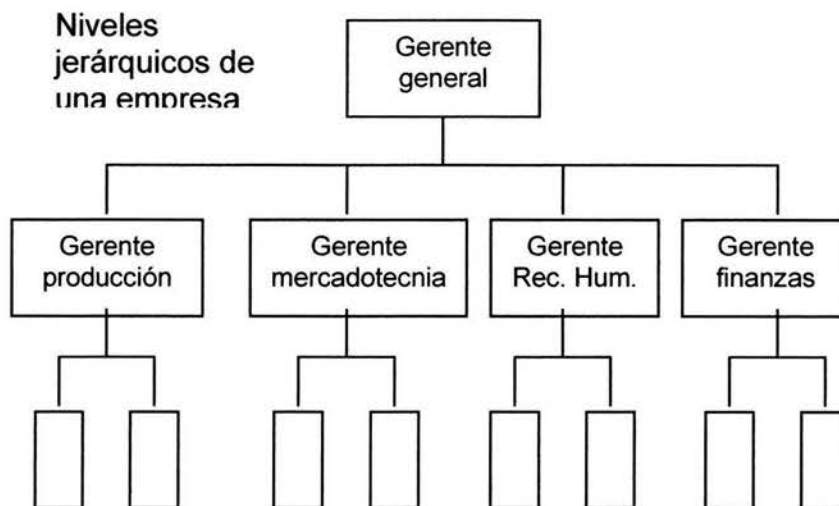 Niveles
jerárquicos de
una empresa
Gerente
general
Gerente
producción
Gerente
mercadotecnia
Gerente
Rec. Hum.
Gerente
finanzas